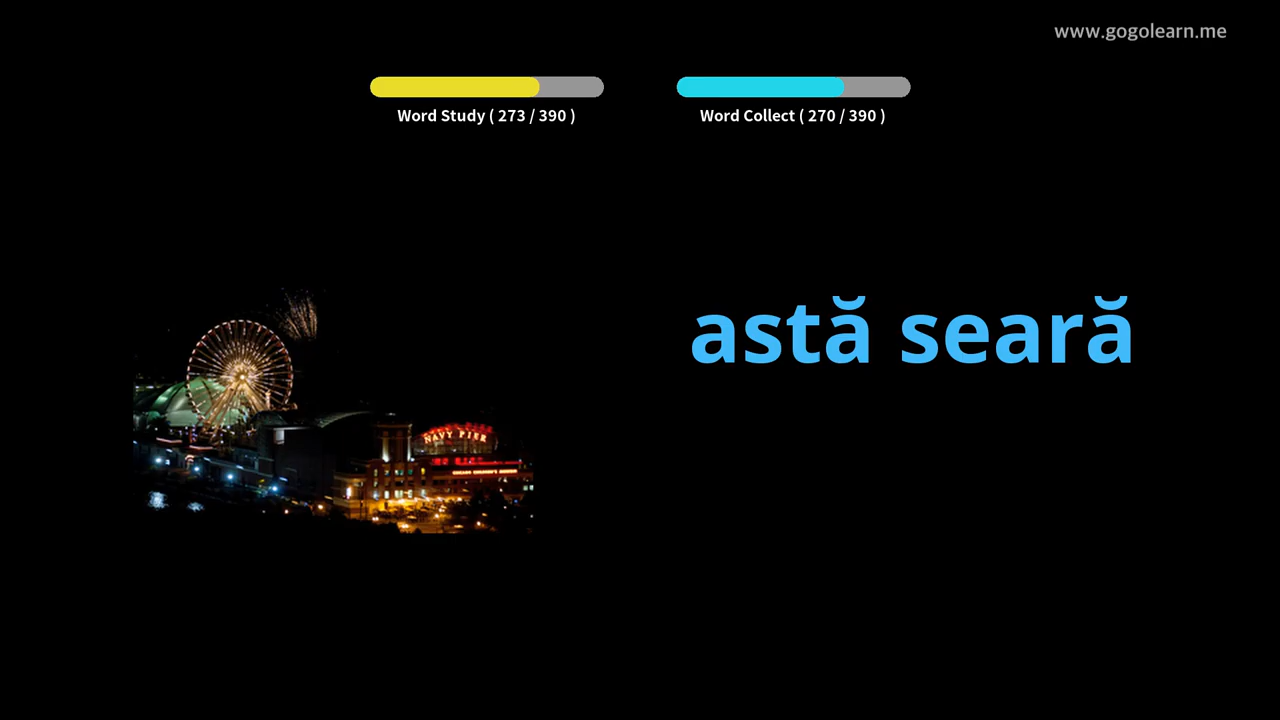 www.gogolearn.me
Word Study ( 273 / 390 )
Word Collect ( 270 / 390 )
astă seară
NAVY PIER